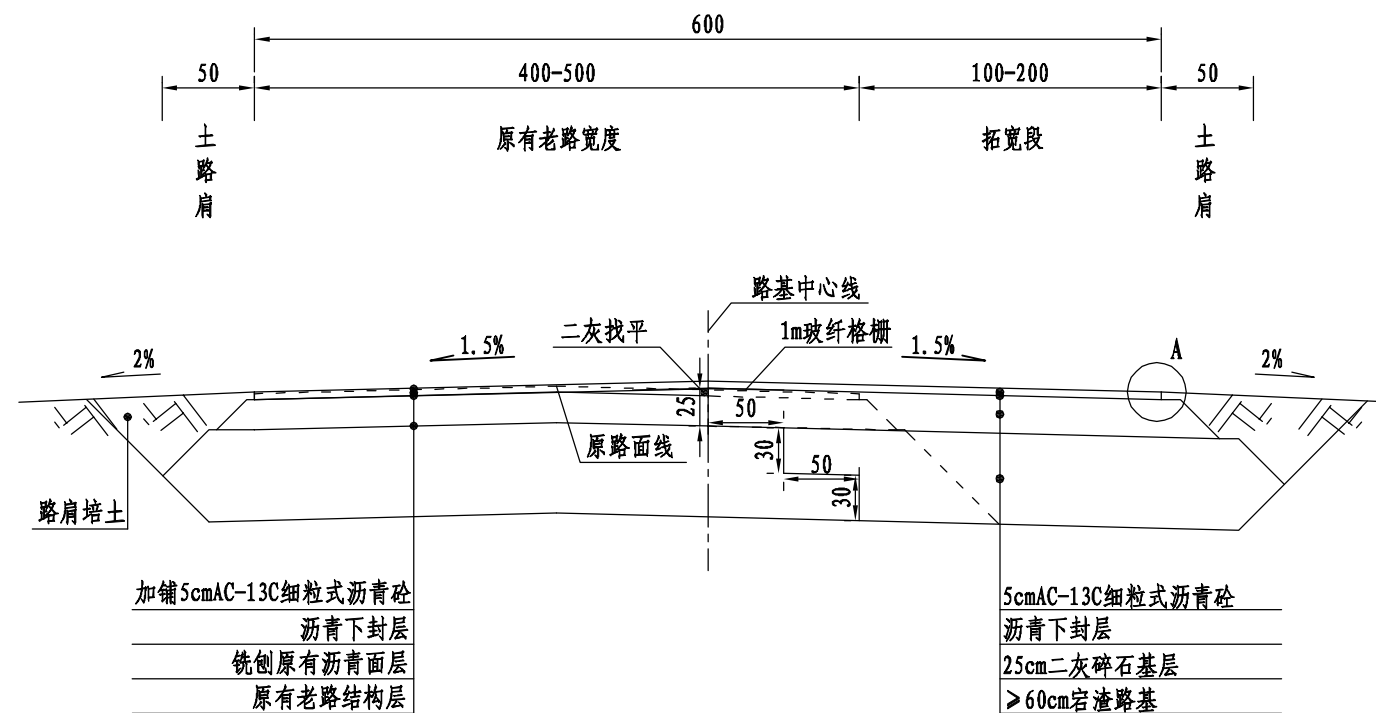 600
50
400-500
100-200
50
土路肩
原有老路宽度
拓宽段
土路肩
路基中心线
二灰找平
1m玻纤格栅
2%
1.5%
1.5%
A
2%
25
50
原路面线
30
50
30
路肩培土
加铺5cmAC-13C细粒式沥青砼
沥青下封层
铣刨原有沥青面层
原有老路结构层
5cmAC-13C细粒式沥青砼
沥青下封层
25cm二灰碎石基层
≥60cm宕渣路基